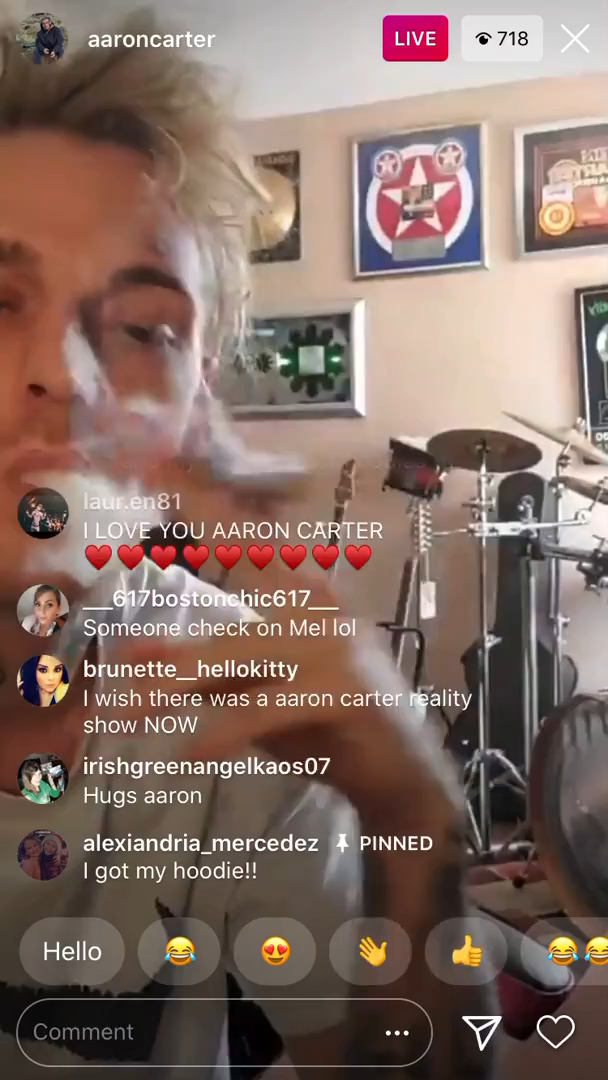 aaroncarter LIVE 718
laur.en81
I LOVE YOU AARON CARTER
♥️♥️♥️♥️♥️♥️♥️♥️♥️
___617bostonchic617___
Someone check on Mel lol
brunette__hellokitty
I wish there was a aaron carter reality
show NOW
irishgreenangelkaos07
Hugs aaron
alexiandria_mercedez PINNED
I got my hoodie!!
Hello 😂 😍 👋 👍 😂😂
Comment ...